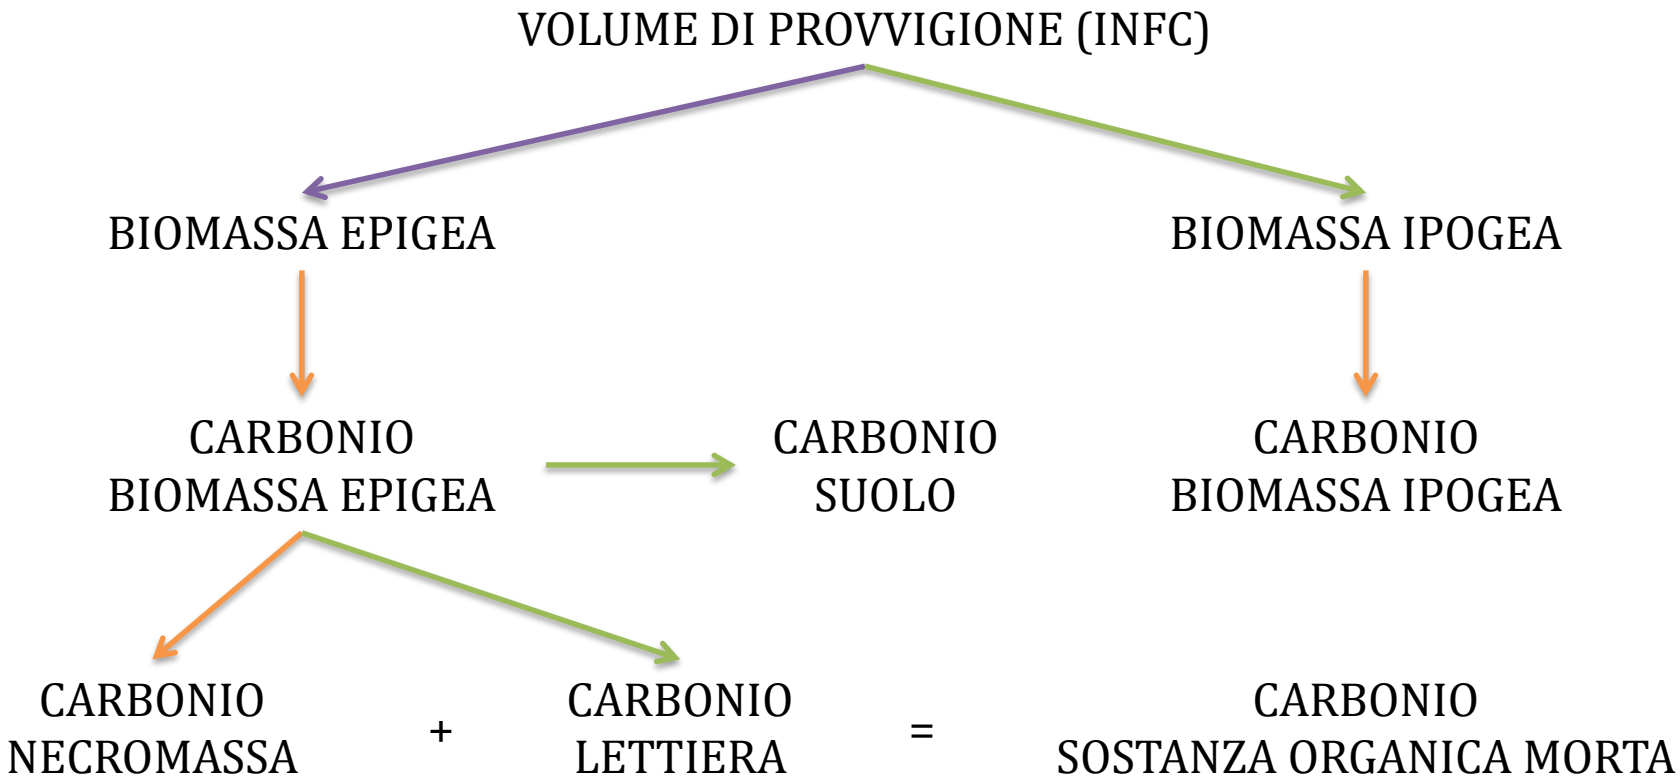 VOLUME DI PROVVIGIONE (INFC)
BIOMASSA EPIGEA
BIOMASSA IPOGEA
CARBONIO
BIOMASSA EPIGEA
CARBONIO
SUOLO
CARBONIO
BIOMASSA IPOGEA
CARBONIO
NECROMASSA
+
CARBONIO
LETTIERA
=
CARBONIO
SOSTANZA ORGANICA MORTA